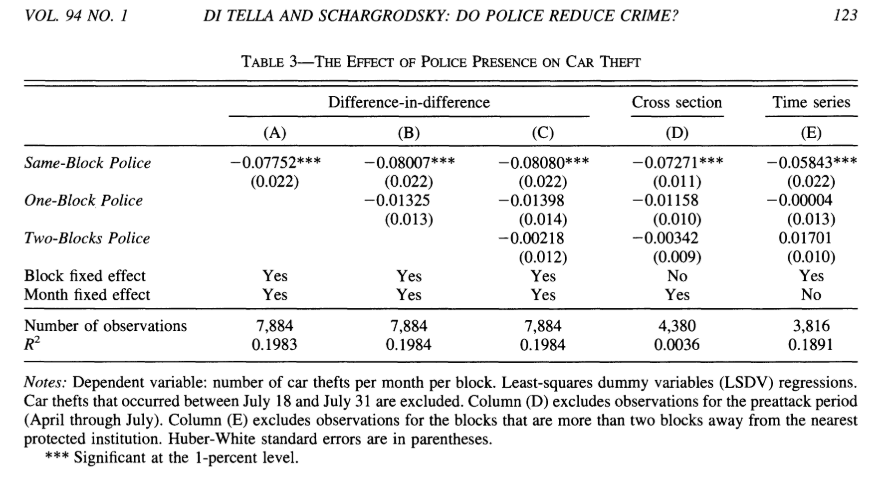 VOL. 94 NO. 1 DI TELLA AND SCHARGRODSKY: DO POLICE REDUCE CRIME? 123
TABLE 3—THE EFFECT OF POLICE PRESENCE ON CAR THEFT
Difference-in-difference Cross section Time series
(A) (B) (C) (D) (E)
Same-Block Police −0.07752*** −0.08007*** −0.08080*** −0.07271*** −0.05843***
(0.022) (0.022) (0.022) (0.011) (0.022)
One-Block Police −0.01325 −0.01398 −0.01158 −0.00004
(0.013) (0.014) (0.010) (0.013)
Two-Blocks Police −0.00218 −0.00342 0.01701
(0.012) (0.009) (0.010)
Block fixed effect Yes Yes Yes No Yes
Month fixed effect Yes Yes Yes Yes No
Number of observations 7,884 7,884 7,884 4,380 3,816
R2 0.1983 0.1984 0.1984 0.0036 0.1891
Notes: Dependent variable: number of car thefts per month per block. Least-squares dummy variables (LSDV) regressions.
Car thefts that occurred between July 18 and July 31 are excluded. Column (D) excludes observations for the preattack period
(April through July). Column (E) excludes observations for the blocks that are more than two blocks away from the nearest
protected institution. Huber-White standard errors are in parentheses.
*** Significant at the 1-percent level.